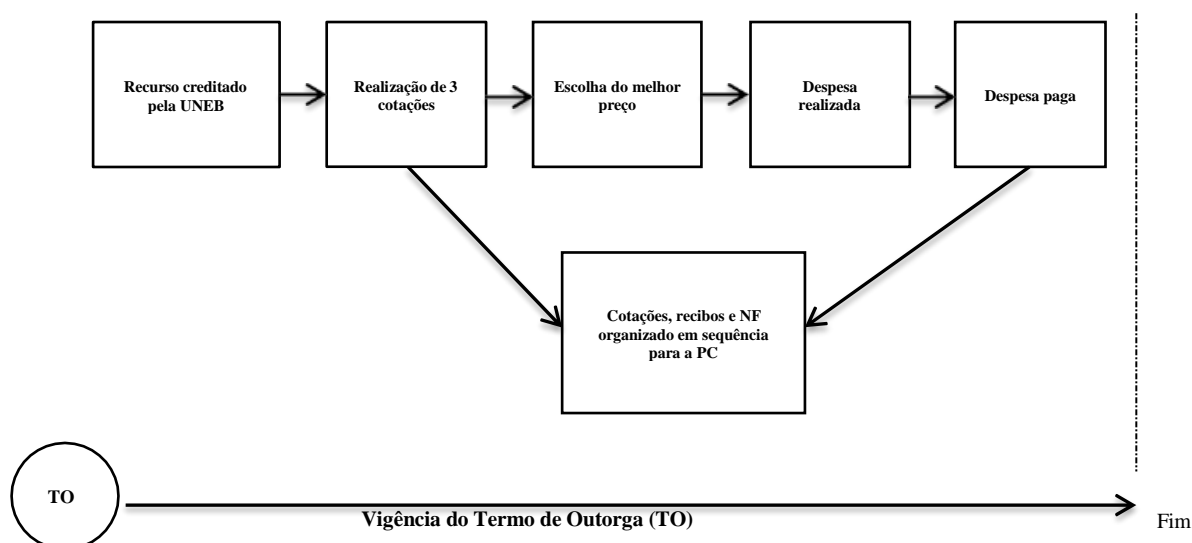 Recurso creditado
pela UNEB
Realização de 3
cotações
Escolha do melhor
preço
Despesa
realizada
Despesa paga
Cotações, recibos e NF
organizado em sequência
para a PC
TO
Vigência do Termo de Outorga (TO)
Fim